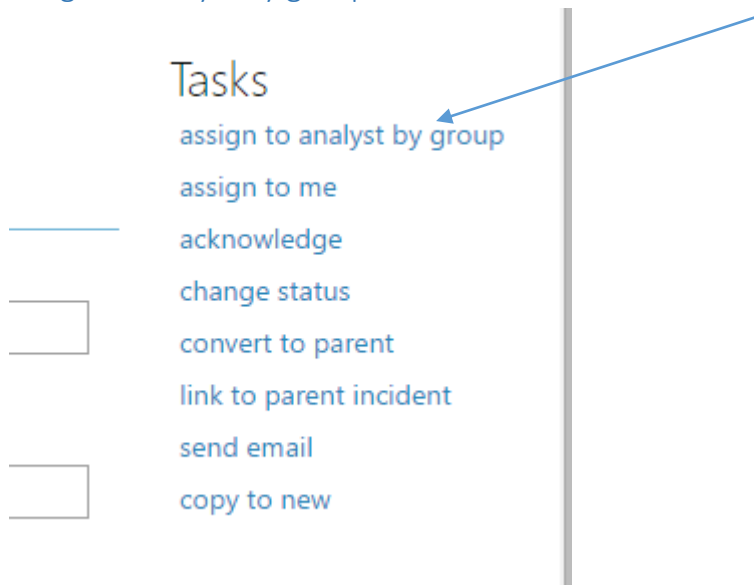 Tasks
assign to analyst by group
assign to me
acknowledge
change status
convert to parent
link to parent incident
send email
copy to new